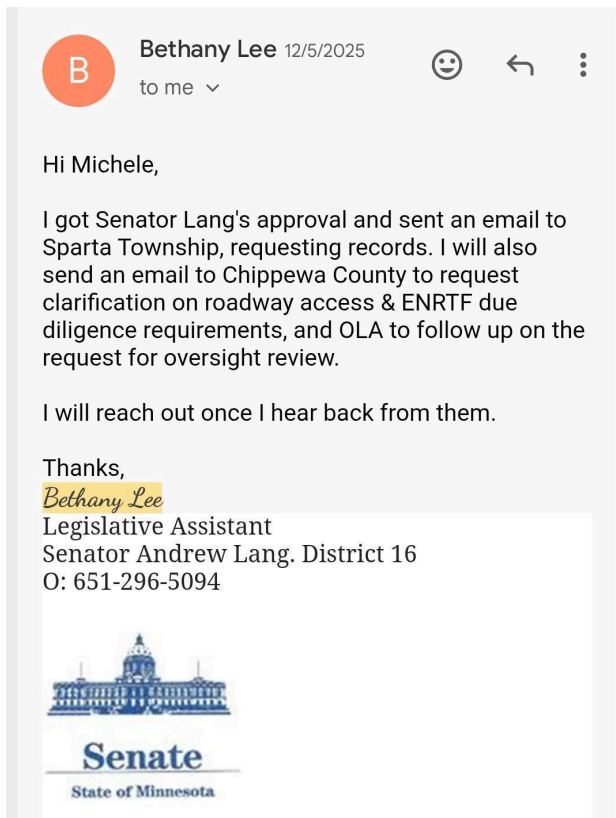 B
Bethany Lee 12/5/2025
to me
Hi Michele,
I got Senator Lang's approval and sent an email to
Sparta Township, requesting records. I will also
send an email to Chippewa County to request
clarification on roadway access & ENRTF due
diligence requirements, and OLA to follow up on the
request for oversight review.
I will reach out once I hear back from them.
Thanks,
Bethany Lee
Legislative Assistant
Senator Andrew Lang. District 16
O: 651-296-5094
Senate
State of Minnesota